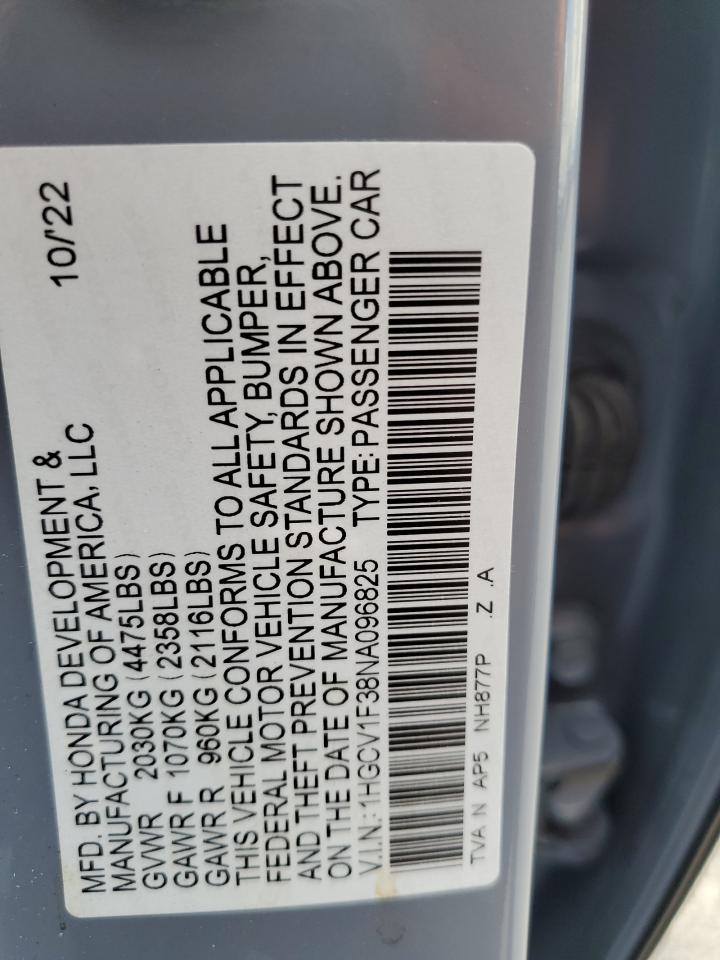 MFD. BY HONDA DEVELOPMENT & 10/'22
MANUFACTURING OF AMERICA, LLC
GVWR 2030KG (4475LBS)
GAWR F 1070KG (2358LBS)
GAWR R 960KG (2116LBS)
THIS VEHICLE CONFORMS TO ALL APPLICABLE
FEDERAL MOTOR VEHICLE SAFETY, BUMPER,
AND THEFT PREVENTION STANDARDS IN EFFECT
ON THE DATE OF MANUFACTURE SHOWN ABOVE.
V.I.N.: 1HGCV1F38NA096825 TYPE: PASSENGER CAR
TVA N AP5 NH877P .Z .A